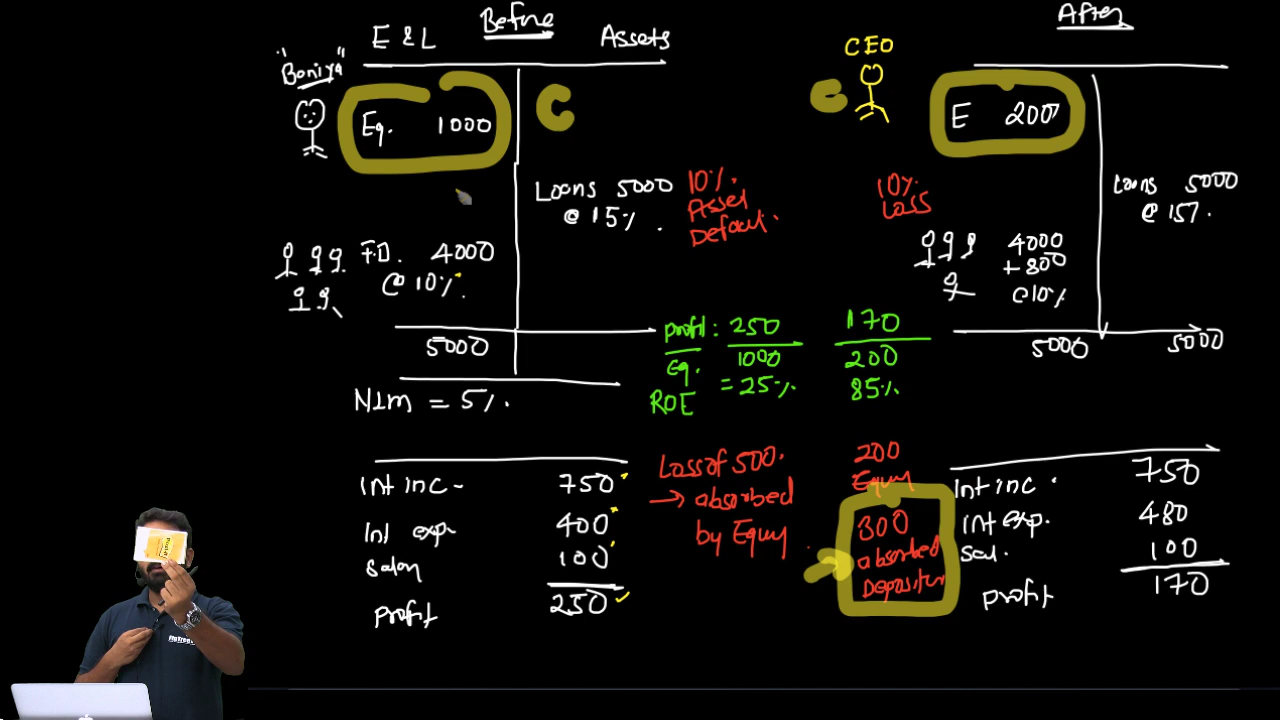 Before
After
E & L
Assets
CEO
"Baniya"
Eq. 1000
E 200
Loans 5000
@ 15%.
10%.
Asset
Default.
10%
Loss
Loans 5000
@ 15%.
F.D. 4000
@ 10%.
4000
+ 800
@10%
5000
5000
5000
profit : 250
Eq. 1000
ROE = 25%
170
200
85%
NIM = 5%.
Int inc - 750
Int exp. 400
Salary 100
profit 250
Loss of 500.
→ absorbed
by Equity
200
Equity
300
absorbed
Depositor
Int inc. 750
int exp. 480
Sal. 100
profit 170